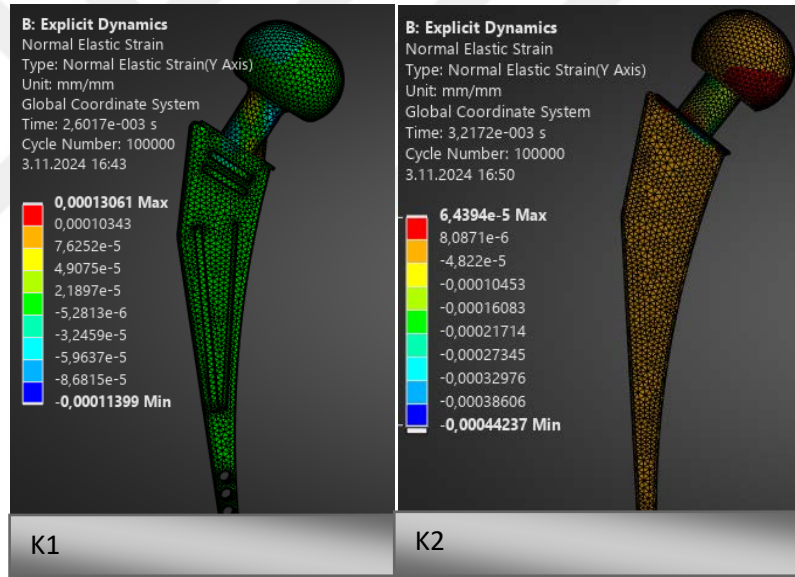 B: Explicit Dynamics
Normal Elastic Strain
Type: Normal Elastic Strain(Y Axis)
Unit: mm/mm
Global Coordinate System
Time: 2,6017e-003 s
Cycle Number: 100000
3.11.2024 16:43
0,00013061 Max
0,00010343
7,6252e-5
4,9075e-5
2,1897e-5
-5,2813e-6
-3,2459e-5
-5,9637e-5
-8,6815e-5
-0,00011399 Min
K1
B: Explicit Dynamics
Normal Elastic Strain
Type: Normal Elastic Strain(Y Axis)
Unit: mm/mm
Global Coordinate System
Time: 3,2172e-003 s
Cycle Number: 100000
3.11.2024 16:50
6,4394e-5 Max
8,0871e-6
-4,822e-5
-0,00010453
-0,00016083
-0,00021714
-0,00027345
-0,00032976
-0,00038606
-0,00044237 Min
K2